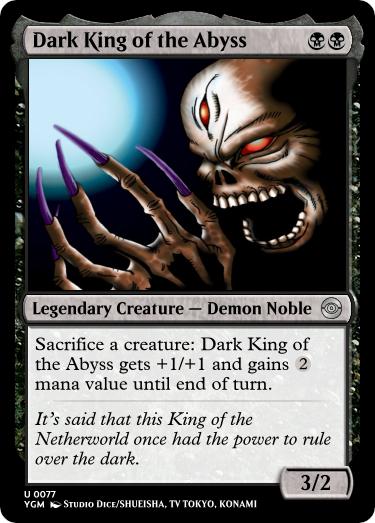 Dark King of the Abyss
Legendary Creature — Demon Noble
Sacrifice a creature: Dark King of
the Abyss gets +1/+1 and gains 2
mana value until end of turn.
It's said that this King of the
Netherworld once had the power to rule
over the dark.
3/2
U 0077
YGM Studio Dice/SHUEISHA, TV TOKYO, KONAMI